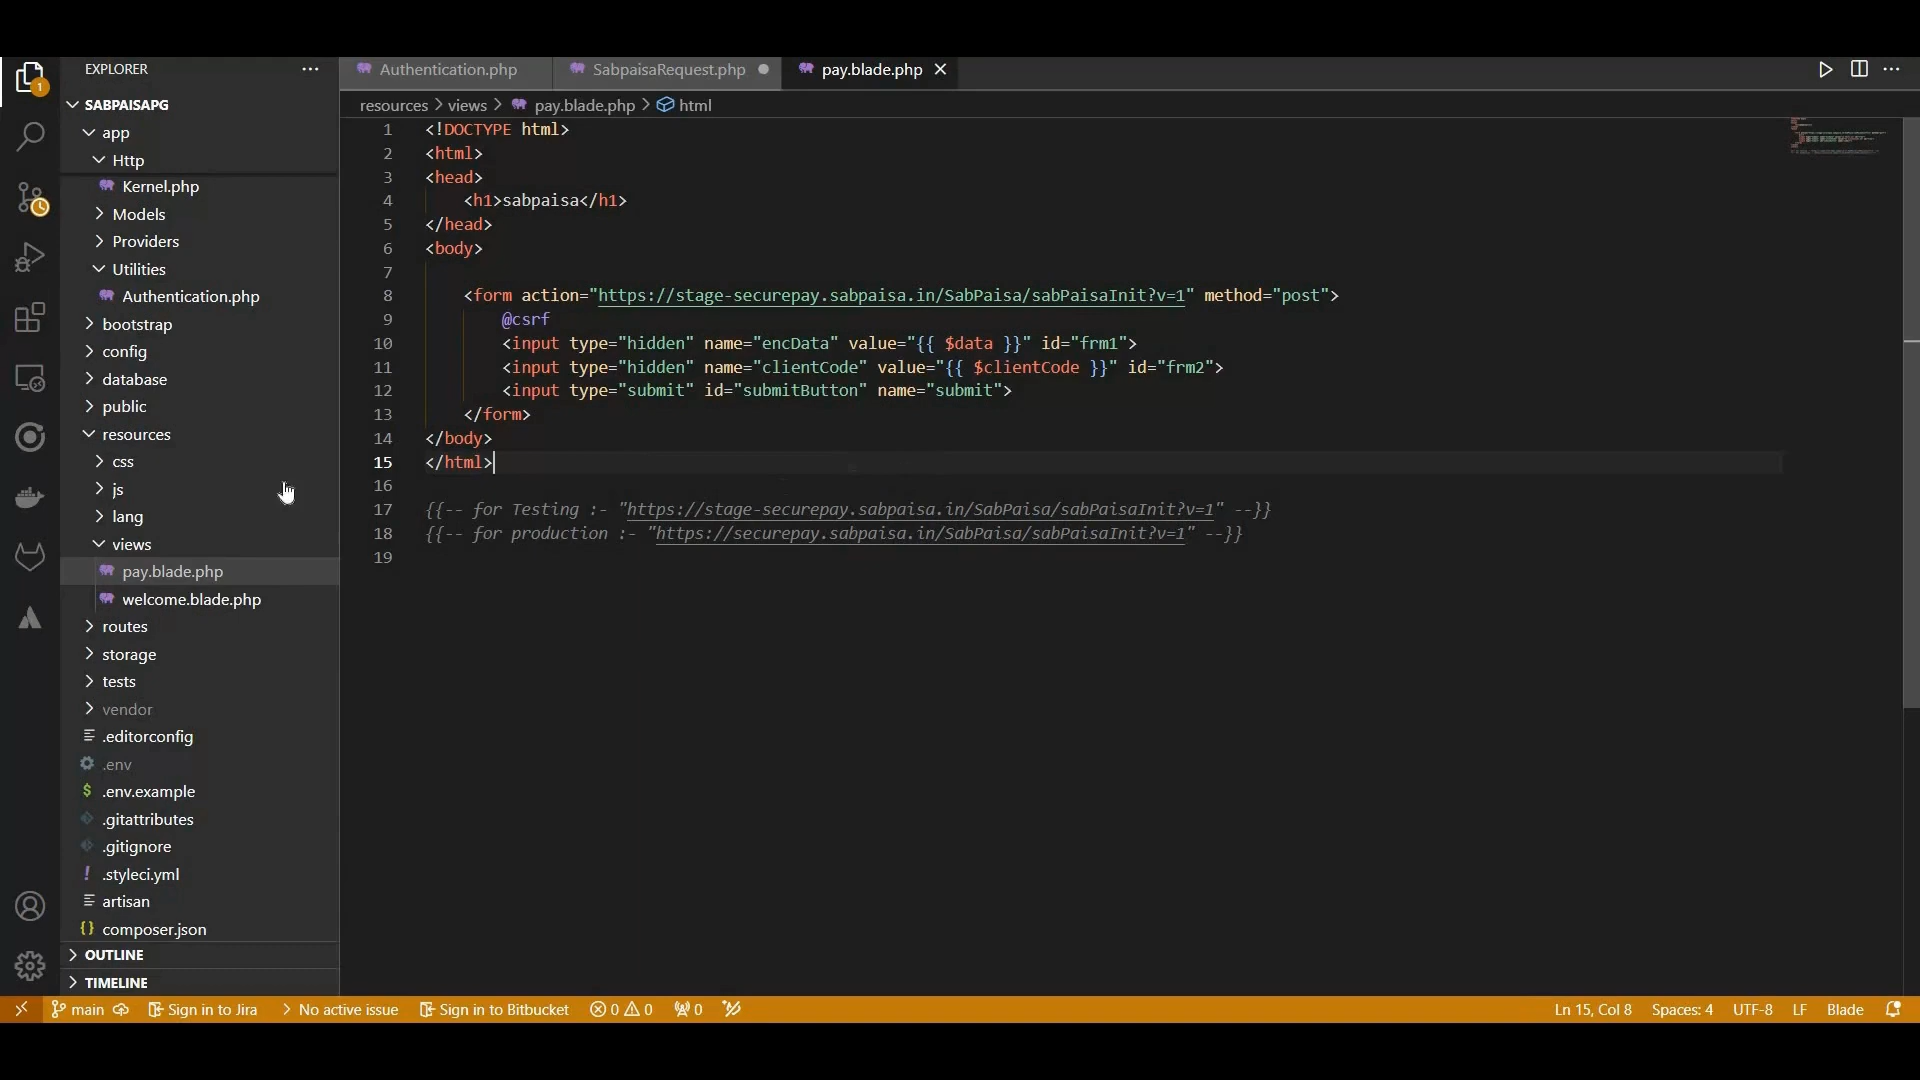 EXPLORER
SABPAISAPG
app
Http
Kernel.php
Models
Providers
Utilities
Authentication.php
bootstrap
config
database
public
resources
css
js
lang
views
pay.blade.php
welcome.blade.php
routes
storage
tests
vendor
.editorconfig
.env
.env.example
.gitattributes
.gitignore
.styleci.yml
artisan
composer.json
OUTLINE
TIMELINE
Authentication.php SabpaisaRequest.php pay.blade.php
resources > views > pay.blade.php > html
1 <!DOCTYPE html>
2 <html>
3 <head>
4 <h1>sabpaisa</h1>
5 </head>
6 <body>
7
8 <form action="https://stage-securepay.sabpaisa.in/SabPaisa/sabPaisaInit?v=1" method="post">
9 @csrf
10 <input type="hidden" name="encData" value="{{ $data }}" id="frm1">
11 <input type="hidden" name="clientCode" value="{{ $clientCode }}" id="frm2">
12 <input type="submit" id="submitButton" name="submit">
13 </form>
14 </body>
15 </html>
16
17 {{-- for Testing :- "https://stage-securepay.sabpaisa.in/SabPaisa/sabPaisaInit?v=1" --}}
18 {{-- for production :- "https://securepay.sabpaisa.in/SabPaisa/sabPaisaInit?v=1" --}}
19
main Sign in to Jira > No active issue Sign in to Bitbucket 0 0 0 Ln 15, Col 8 Spaces: 4 UTF-8 LF Blade